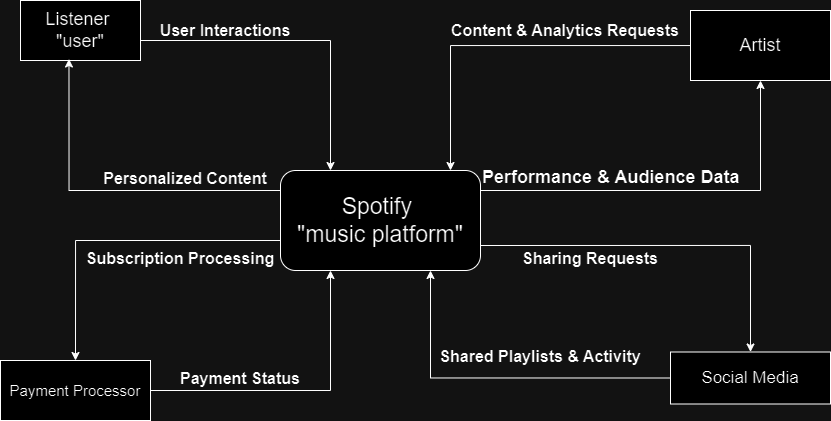 Listener
"user"
User Interactions
Content & Analytics Requests
Artist
Personalized Content
Performance & Audience Data
Spotify
"music platform"
Subscription Processing
Sharing Requests
Payment Processor
Payment Status
Shared Playlists & Activity
Social Media